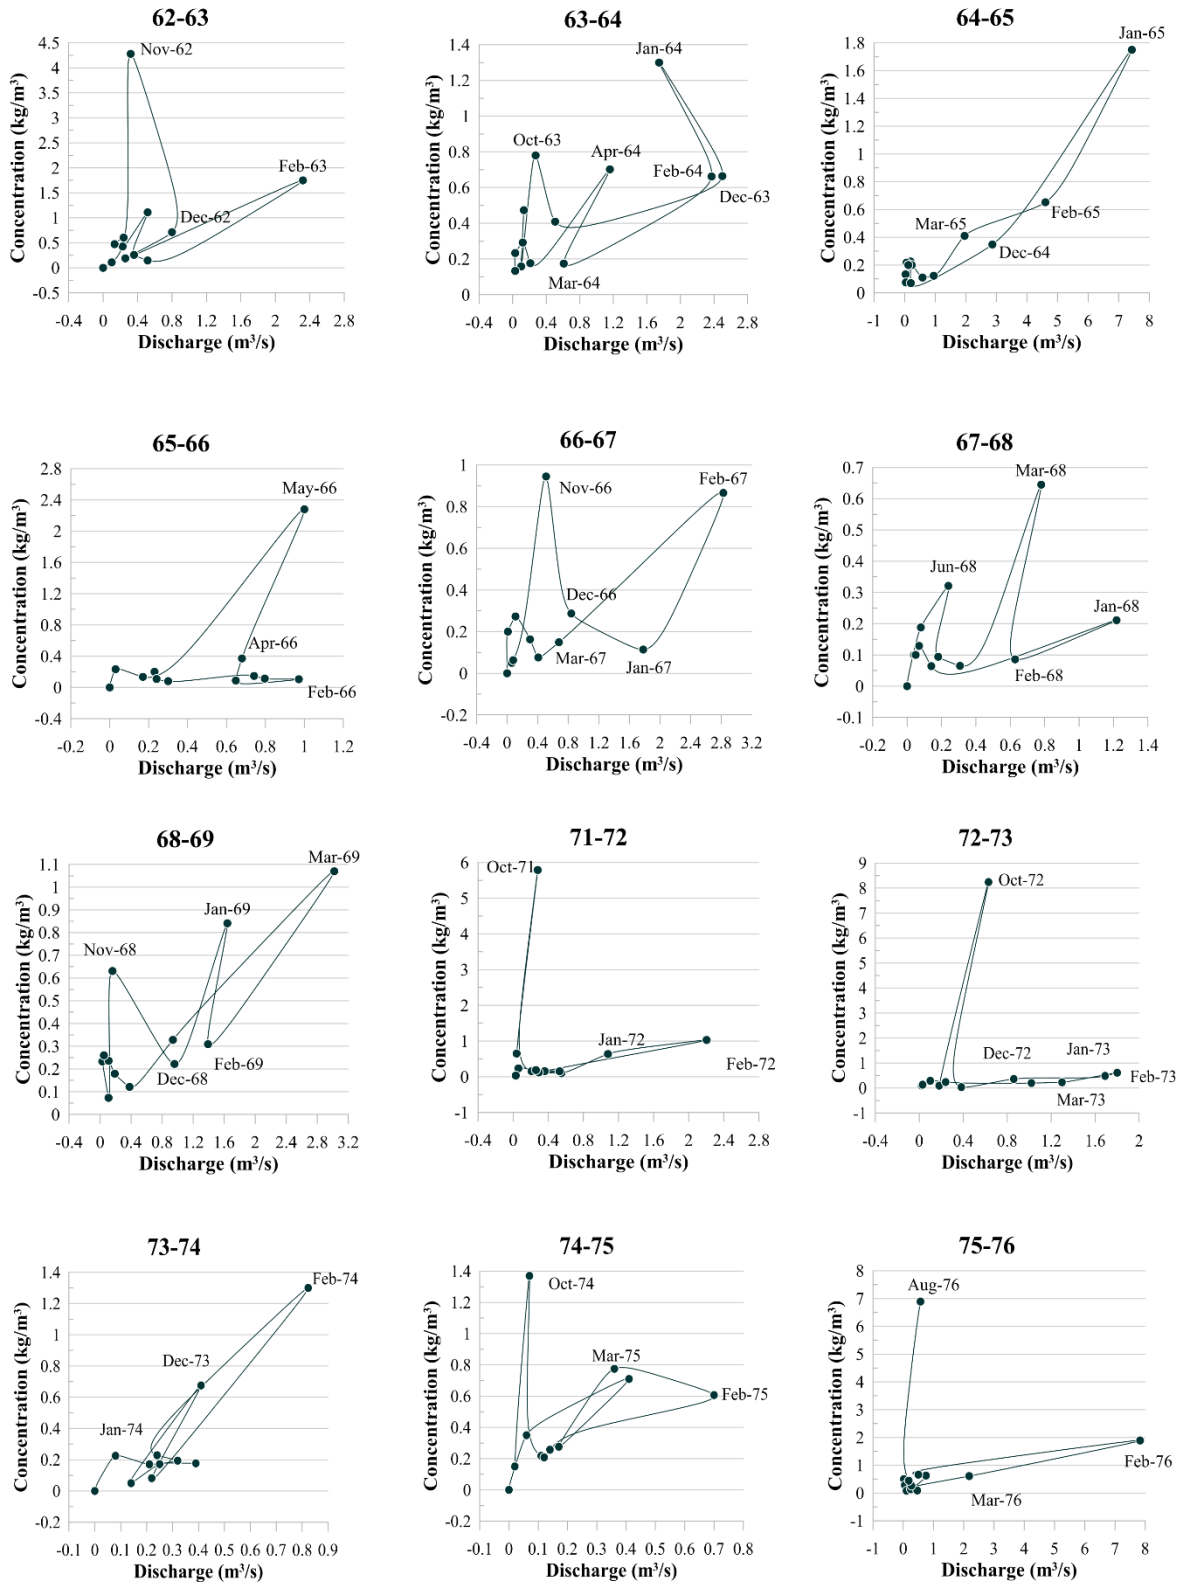 62-63
Concentration (kg/m³)
4.5
4
3.5
3
2.5
2
1.5
1
0.5
0
-0.5
Nov-62
Feb-63
Dec-62
-0.4 0 0.4 0.8 1.2 1.6 2 2.4 2.8
Discharge (m³/s)
63-64
Concentration (kg/m³)
1.4
1.2
1
0.8
0.6
0.4
0.2
0
Jan-64
Oct-63
Apr-64
Feb-64
Dec-63
Mar-64
-0.4 0 0.4 0.8 1.2 1.6 2 2.4 2.8
Discharge (m³/s)
64-65
Concentration (kg/m³)
1.8
1.6
1.4
1.2
1
0.8
0.6
0.4
0.2
0
Jan-65
Mar-65
Feb-65
Dec-64
-1 0 1 2 3 4 5 6 7 8
Discharge (m³/s)
65-66
Concentration (kg/m³)
2.8
2.4
2
1.6
1.2
0.8
0.4
0
-0.4
May-66
Apr-66
Feb-66
-0.2 0 0.2 0.4 0.6 0.8 1 1.2
Discharge (m³/s)
66-67
Concentration (kg/m³)
1
0.8
0.6
0.4
0.2
0
-0.2
Feb-67
Nov-66
Dec-66
Mar-67
Jan-67
-0.4 0 0.4 0.8 1.2 1.6 2 2.4 2.8 3.2
Discharge (m³/s)
67-68
Concentration (kg/m³)
0.7
0.6
0.5
0.4
0.3
0.2
0.1
0
-0.1
Mar-68
Jun-68
Jan-68
Feb-68
-0.2 0 0.2 0.4 0.6 0.8 1 1.2 1.4
Discharge (m³/s)
68-69
Concentration (kg/m³)
1.1
1
0.9
0.8
0.7
0.6
0.5
0.4
0.3
0.2
0.1
0
Mar-69
Jan-69
Nov-68
Feb-69
Dec-68
-0.4 0 0.4 0.8 1.2 1.6 2 2.4 2.8 3.2
Discharge (m³/s)
71-72
Concentration (kg/m³)
6
5
4
3
2
1
0
-1
Oct-71
Jan-72
Feb-72
-0.4 0 0.4 0.8 1.2 1.6 2 2.4 2.8
Discharge (m³/s)
72-73
Concentration (kg/m³)
9
8
7
6
5
4
3
2
1
0
-1
Oct-72
Dec-72
Jan-73
Feb-73
Mar-73
-0.4 0 0.4 0.8 1.2 1.6 2
Discharge (m³/s)
73-74
Concentration (kg/m³)
1.4
1.2
1
0.8
0.6
0.4
0.2
0
-0.2
Feb-74
Dec-73
Jan-74
-0.1 0 0.1 0.2 0.3 0.4 0.5 0.6 0.7 0.8 0.9
Discharge (m³/s)
74-75
Concentration (kg/m³)
1.4
1.2
1
0.8
0.6
0.4
0.2
0
-0.2
Oct-74
Mar-75
Feb-75
-0.1 0 0.1 0.2 0.3 0.4 0.5 0.6 0.7 0.8
Discharge (m³/s)
75-76
Concentration (kg/m³)
8
7
6
5
4
3
2
1
0
-1
Aug-76
Feb-76
Mar-76
-1 0 1 2 3 4 5 6 7 8
Discharge (m³/s)